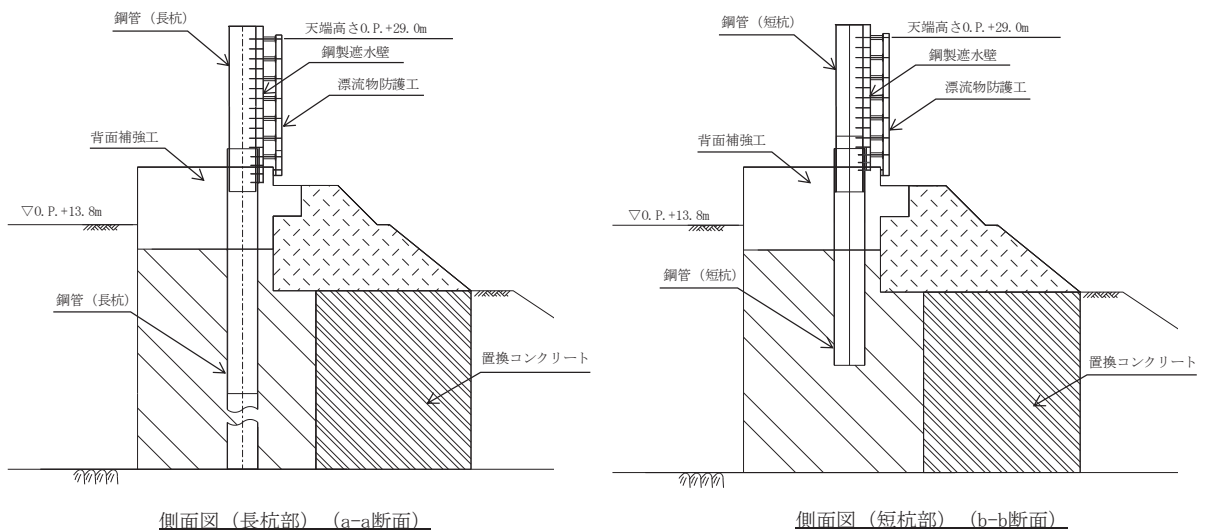 鋼管（長杭）
天端高さO.P.+29.0m
鋼製遮水壁
漂流物防護工
背面補強工
▽O.P.+13.8m
鋼管（長杭）
置換コンクリート
側面図（長杭部）（a-a断面）
鋼管（短杭）
天端高さO.P.+29.0m
鋼製遮水壁
漂流物防護工
背面補強工
▽O.P.+13.8m
鋼管（短杭）
置換コンクリート
側面図（短杭部）（b-b断面）